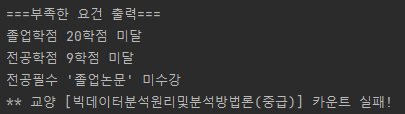 ===부족한 요건 출력===
졸업학점 20학점 미달
전공학점 9학점 미달
전공필수 '졸업논문' 미수강
** 교양 [빅데이터분석원리및분석방법론(중급)] 카운트 실패!